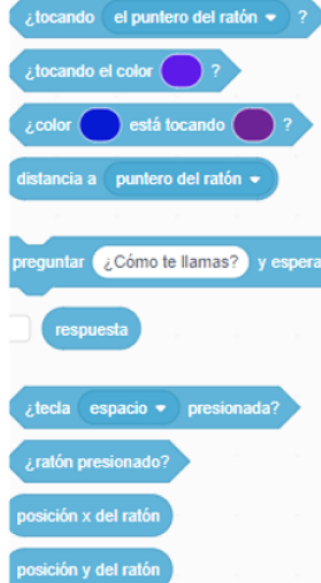 ¿tocando el puntero del ratón ?
¿tocando el color ?
¿color está tocando ?
distancia a puntero del ratón
preguntar ¿Cómo te llamas? y espera
respuesta
¿tecla espacio presionada?
¿ratón presionado?
posición x del ratón
posición y del ratón